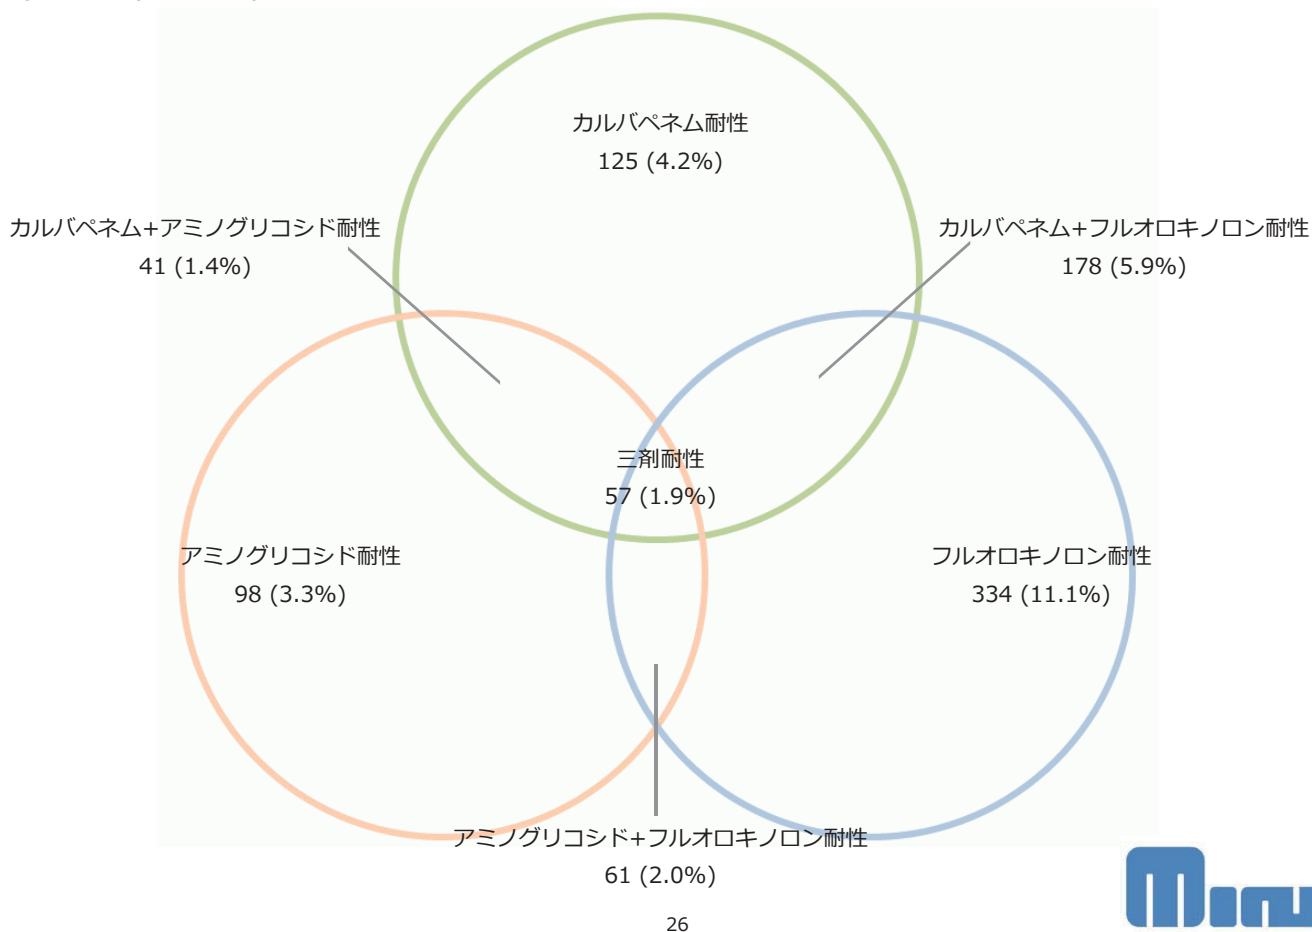 カルバペネム耐性
125 (4.2%)
カルバペネム+アミノグリコシド耐性
41 (1.4%)
カルバペネム+フルオロキノロン耐性
178 (5.9%)
三剤耐性
57 (1.9%)
アミノグリコシド耐性
98 (3.3%)
フルオロキノロン耐性
334 (11.1%)
アミノグリコシド+フルオロキノロン耐性
61 (2.0%)
26